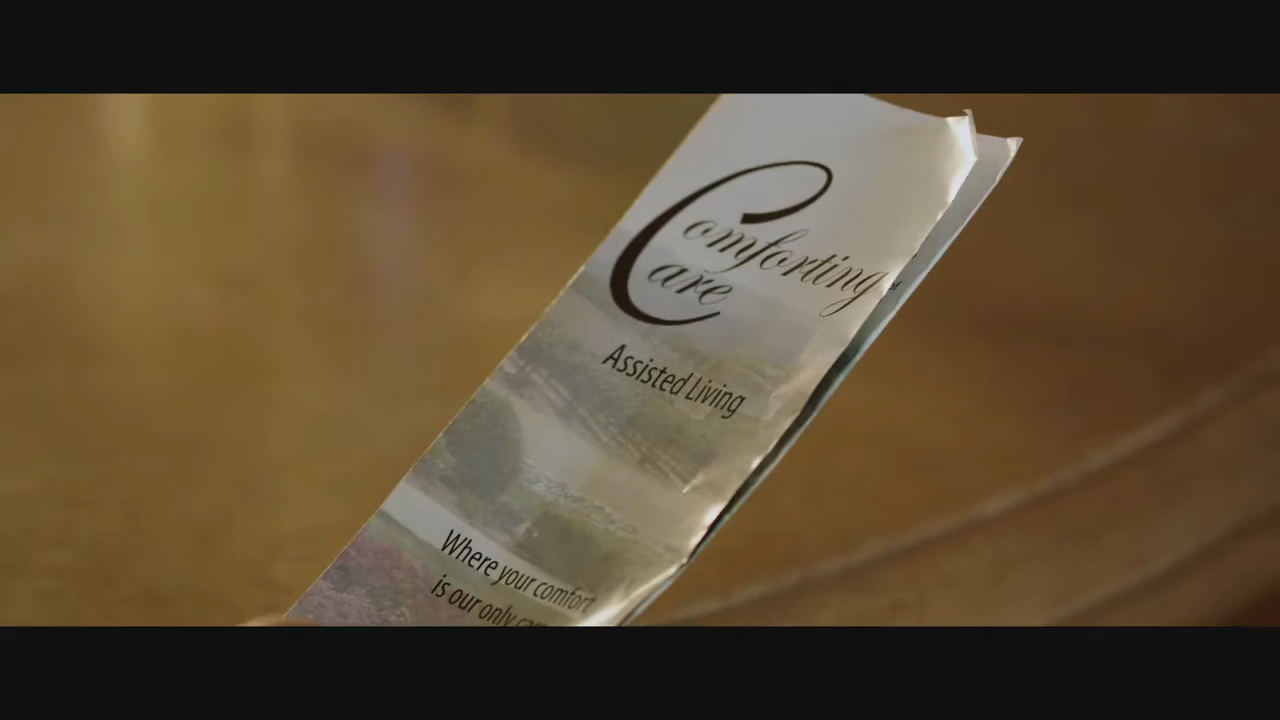 Comforting
Care
Assisted Living
Where your comfort
is our only